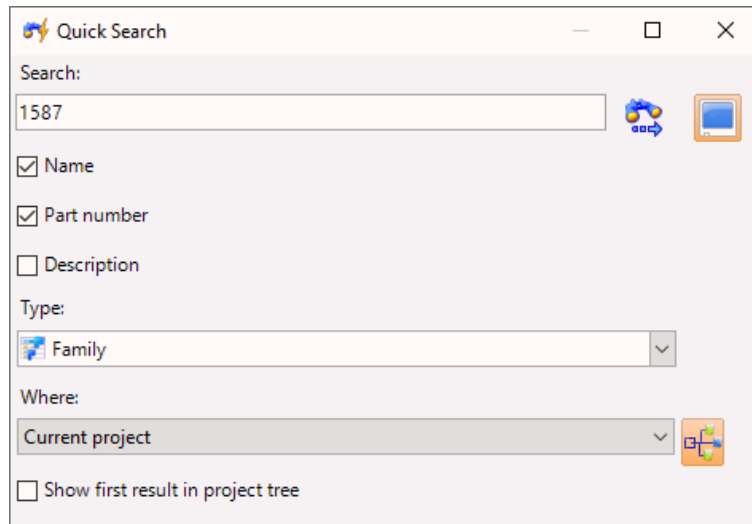 Quick Search
Search:
1587
Name
Part number
Description
Type:
Family
Where:
Current project
Show first result in project tree